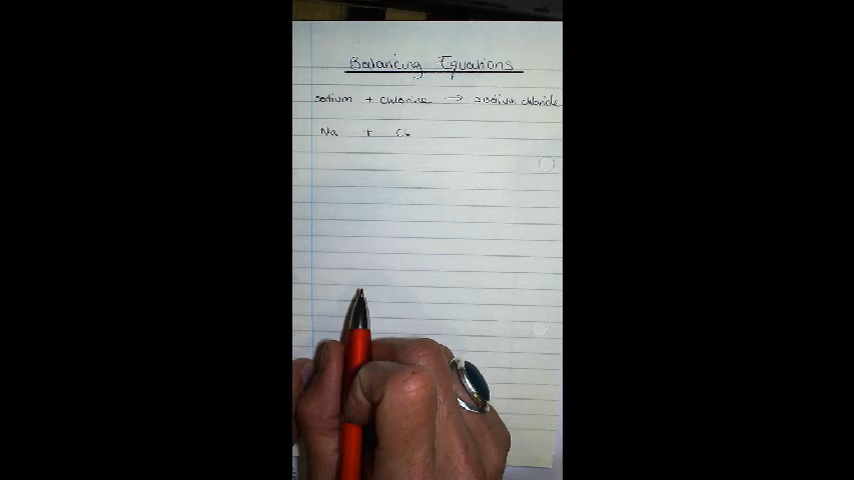 Balancing Equations
sodium + chlorine → sodium chloride
Na + Cl